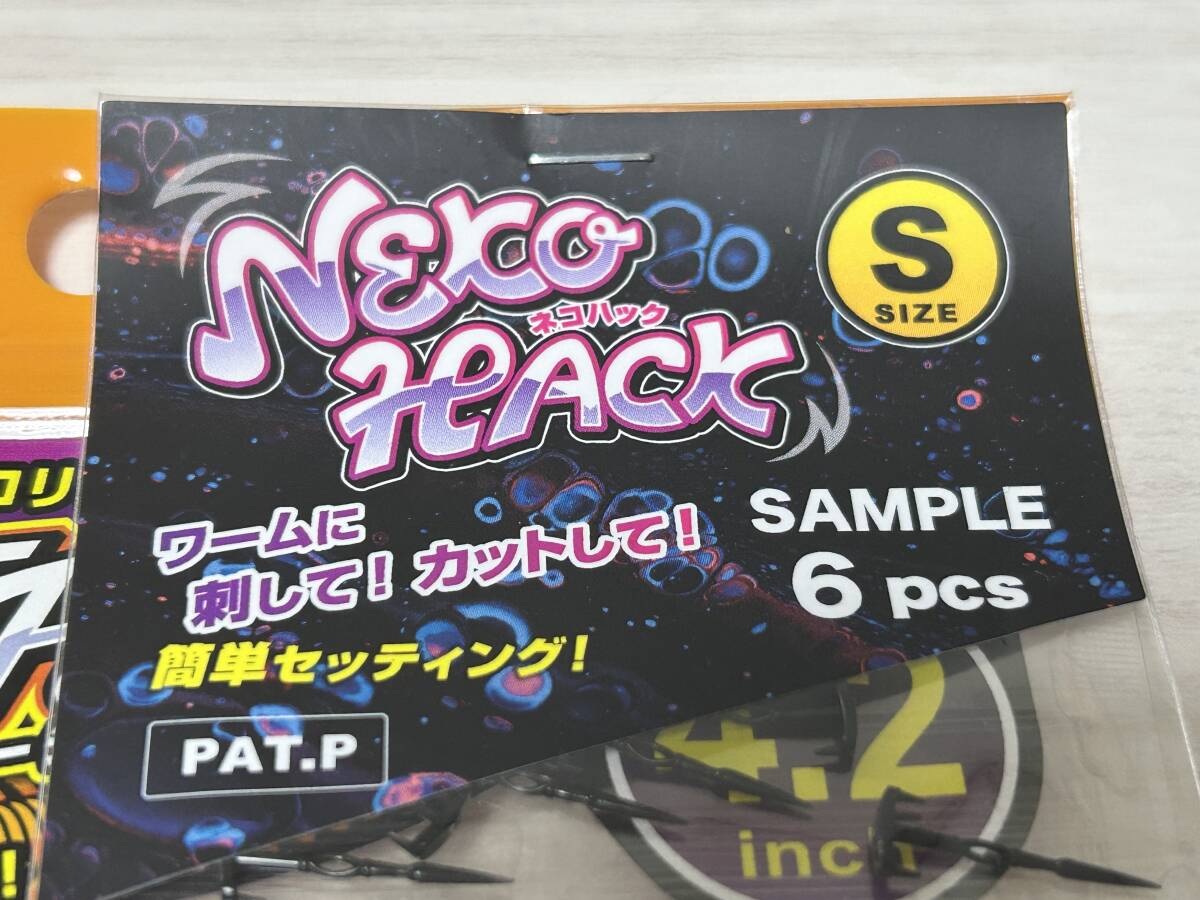 NEKO
ネコハック
HACK
S
SIZE
ワームに
刺して! カットして!
簡単セッティング!
SAMPLE
6 pcs
PAT.P
4.2
inch